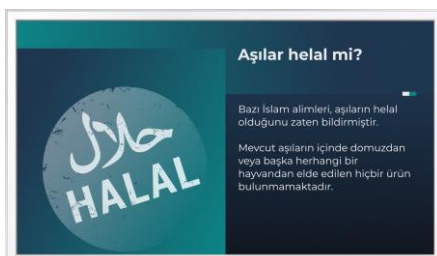 Aşılar helal mi?
حلال
HALAL
Bazı İslam alimleri, aşıların helal
olduğunu zaten bildirmiştir.
Mevcut aşıların içinde domuzdan
veya başka herhangi bir
hayvandan elde edilen hiçbir ürün
bulunmamaktadır.